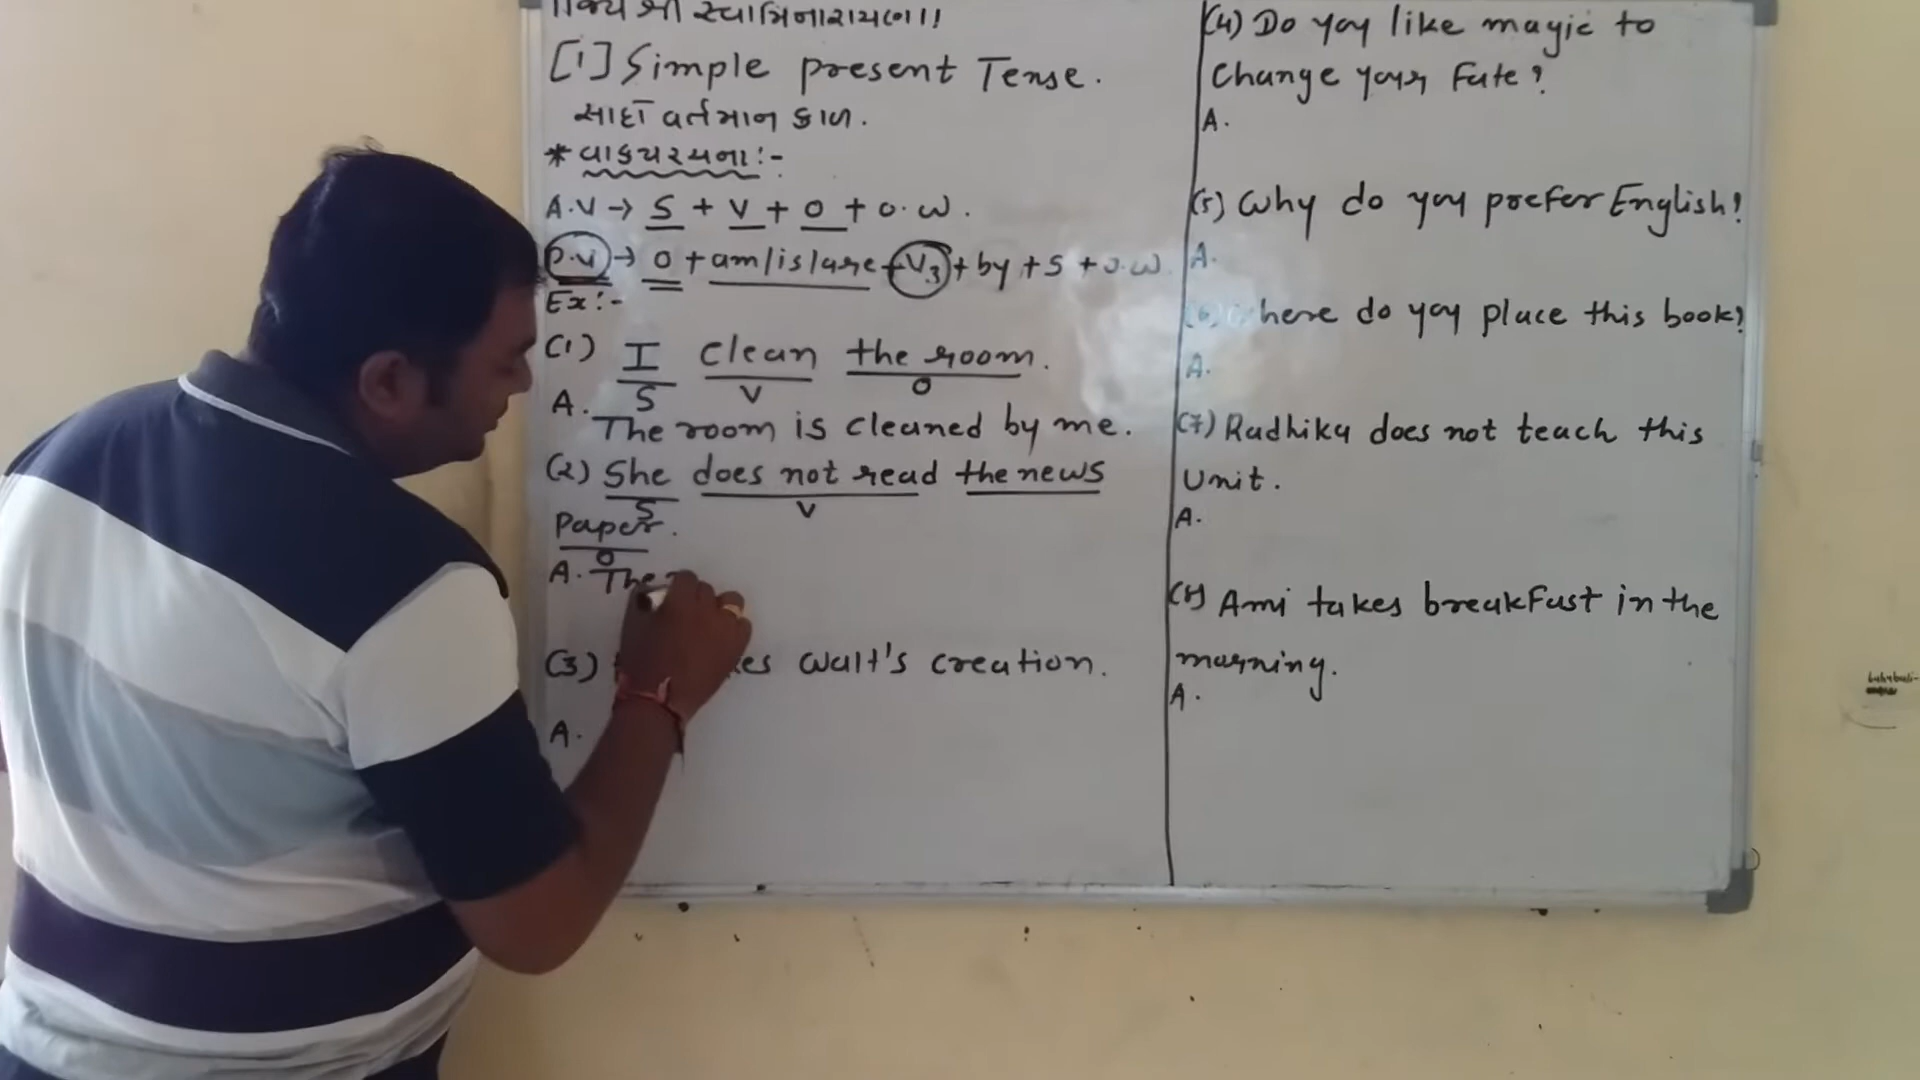 શ્રી સ્વામિનારાયણ!!
[1] Simple present Tense.
સાદો વર્તમાન કાળ.
* વાક્યરચના:-
A.V → S + V + O + O.W.
P.V → O + am/is/are + V3 + by + S + O.W.
Ex:-
(1) I clean the room.
S V O
A. The room is cleaned by me.
(2) She does not read the news
S V
Paper.
O
A. The
(3) Walt's creation.
A.
(4) Do you like magic to
Change your Fate?
A.
(5) Why do you prefer English?
A.
(6) Where do you place this book?
A.
(7) Radhika does not teach this
Unit.
A.
(8) Ami takes breakfast in the
morning.
A.